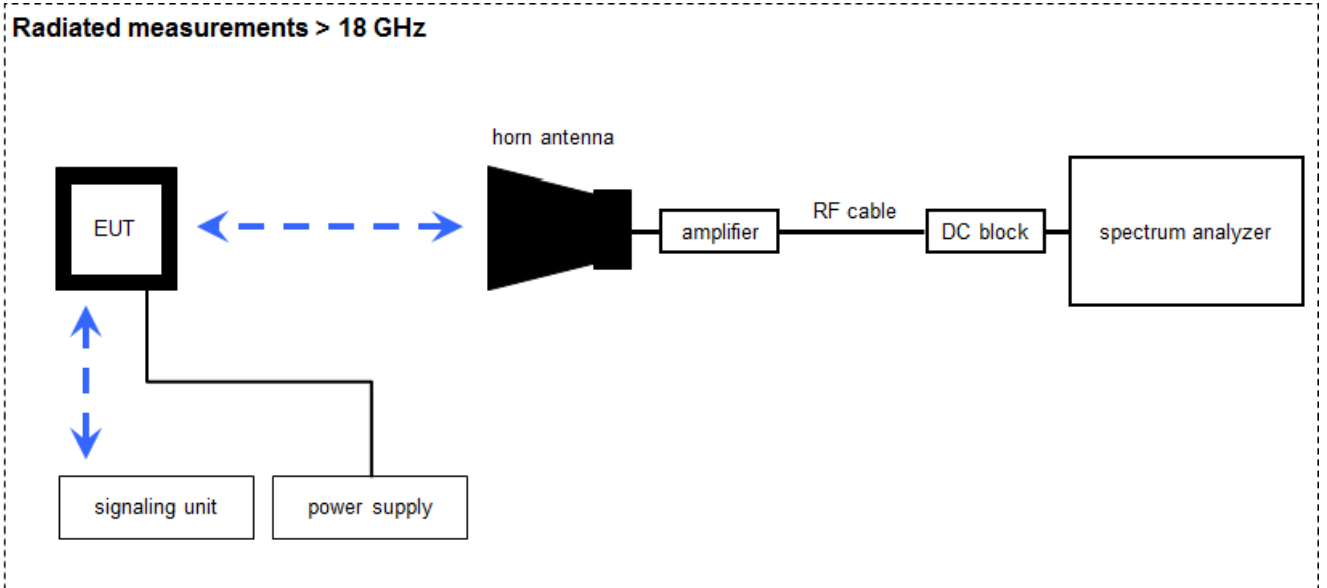 Radiated measurements > 18 GHz
horn antenna
EUT
amplifier
RF cable
DC block
spectrum analyzer
signaling unit
power supply